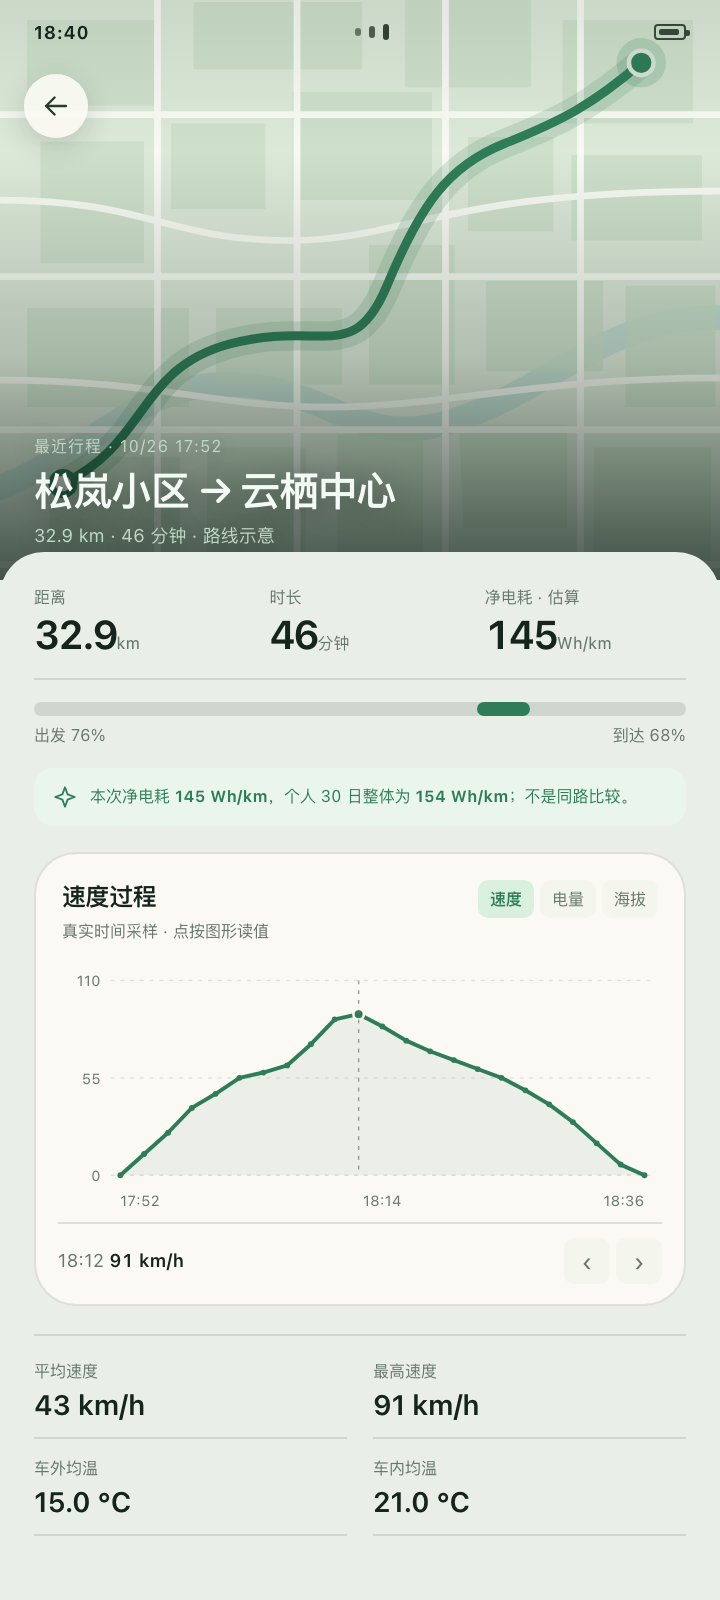 18:40
最近行程 · 10/26 17:52
松岚小区 → 云栖中心
32.9 km · 46 分钟 · 路线示意
距离 时长 净电耗 · 估算
32.9km 46分钟 145Wh/km
出发 76% 到达 68%
本次净电耗 145 Wh/km，个人 30 日整体为 154 Wh/km；不是同路比较。
速度过程 速度 电量 海拔
真实时间采样 · 点按图形读值
110
55
0
17:52 18:14 18:36
18:12 91 km/h ‹ ›
平均速度 最高速度
43 km/h 91 km/h
车外均温 车内均温
15.0 °C 21.0 °C